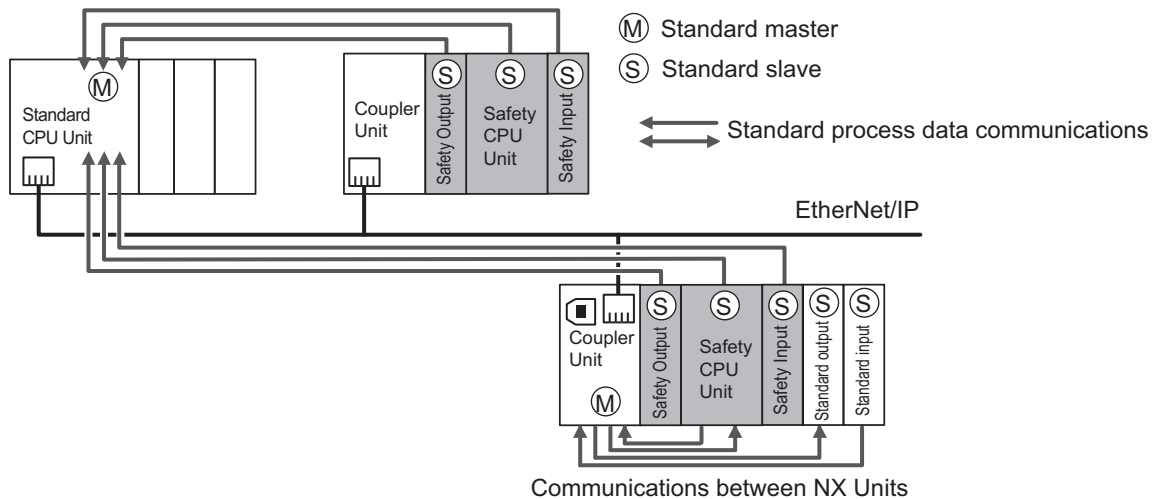 M Standard master
S Standard slave
Standard process data communications
M
Standard
CPU Unit
Coupler
Unit
S
Safety Output
S
Safety
CPU
Unit
S
Safety Input
EtherNet/IP
Coupler
Unit
M
S
Safety Output
S
Safety
CPU
Unit
S
Safety Input
S
Standard output
S
Standard input
Communications between NX Units